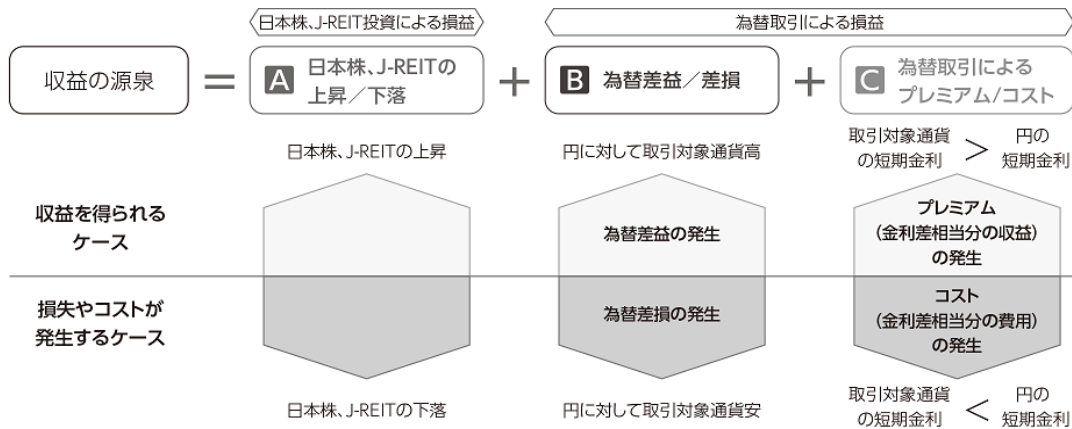 日本株、J-REIT投資による損益
為替取引による損益
収益の源泉
=
A
日本株、J-REITの
上昇／下落
+
B
為替差益／差損
+
C
為替取引による
プレミアム/コスト
日本株、J-REITの上昇
円に対して取引対象通貨高
取引対象通貨
の短期金利
>
円の
短期金利
収益を得られる
ケース
為替差益の発生
プレミアム
（金利差相当分の収益）
の発生
損失やコストが
発生するケース
為替差損の発生
コスト
（金利差相当分の費用）
の発生
日本株、J-REITの下落
円に対して取引対象通貨安
取引対象通貨
の短期金利
<
円の
短期金利